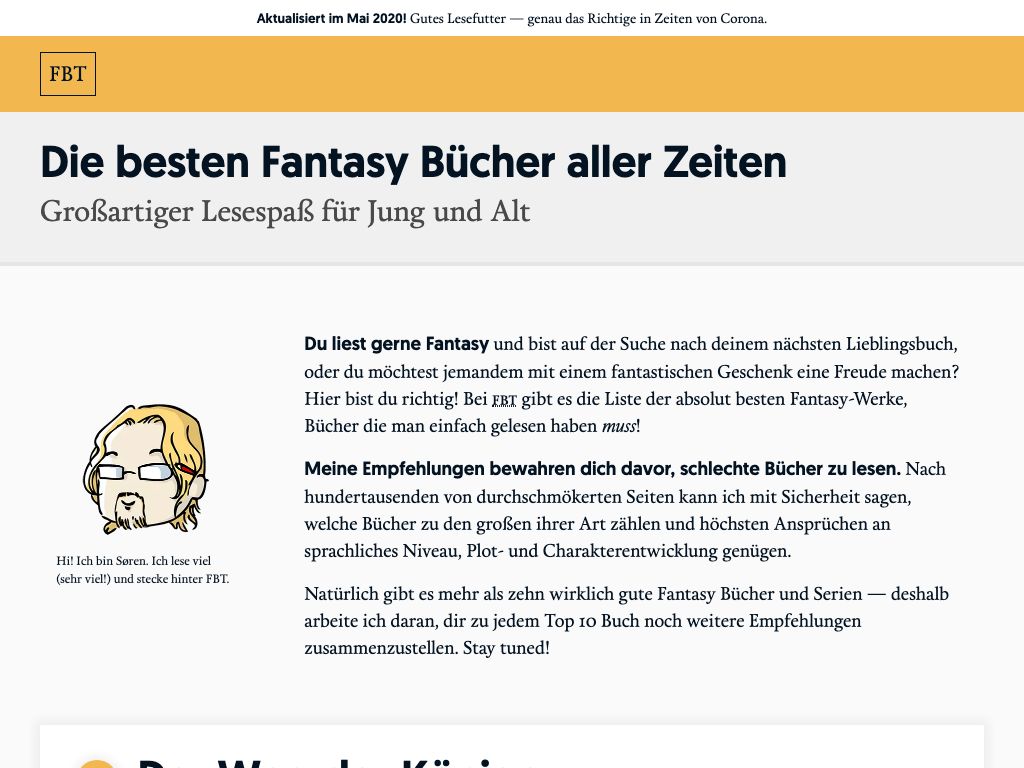 Aktualisiert im Mai 2020! Gutes Lesefutter — genau das Richtige in Zeiten von Corona.
FBT
Die besten Fantasy Bücher aller Zeiten
Großartiger Lesespaß für Jung und Alt
Du liest gerne Fantasy und bist auf der Suche nach deinem nächsten Lieblingsbuch,
oder du möchtest jemandem mit einem fantastischen Geschenk eine Freude machen?
Hier bist du richtig! Bei FBT gibt es die Liste der absolut besten Fantasy-Werke,
Bücher die man einfach gelesen haben muss!
Meine Empfehlungen bewahren dich davor, schlechte Bücher zu lesen. Nach
hundertausenden von durchschmökerten Seiten kann ich mit Sicherheit sagen,
welche Bücher zu den großen ihrer Art zählen und höchsten Ansprüchen an
sprachliches Niveau, Plot- und Charakterentwicklung genügen.
Natürlich gibt es mehr als zehn wirklich gute Fantasy Bücher und Serien — deshalb
arbeite ich daran, dir zu jedem Top 10 Buch noch weitere Empfehlungen
zusammenzustellen. Stay tuned!
Hi! Ich bin Søren. Ich lese viel
(sehr viel!) und stecke hinter FBT.